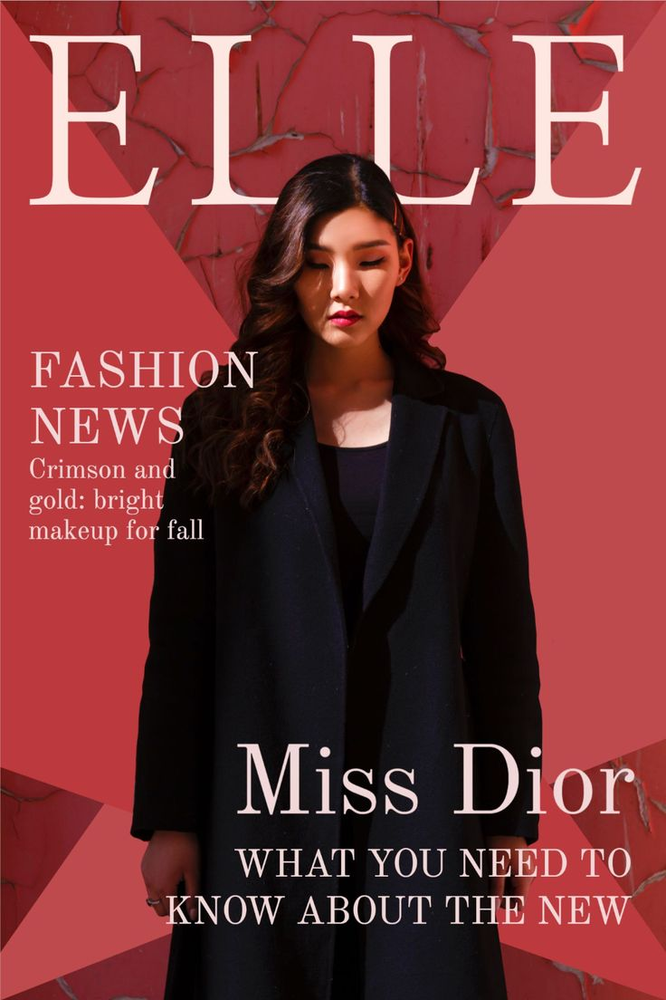 ELLE
FASHION
NEWS
Crimson and
gold: bright
makeup for fall
Miss Dior
WHAT YOU NEED TO
KNOW ABOUT THE NEW